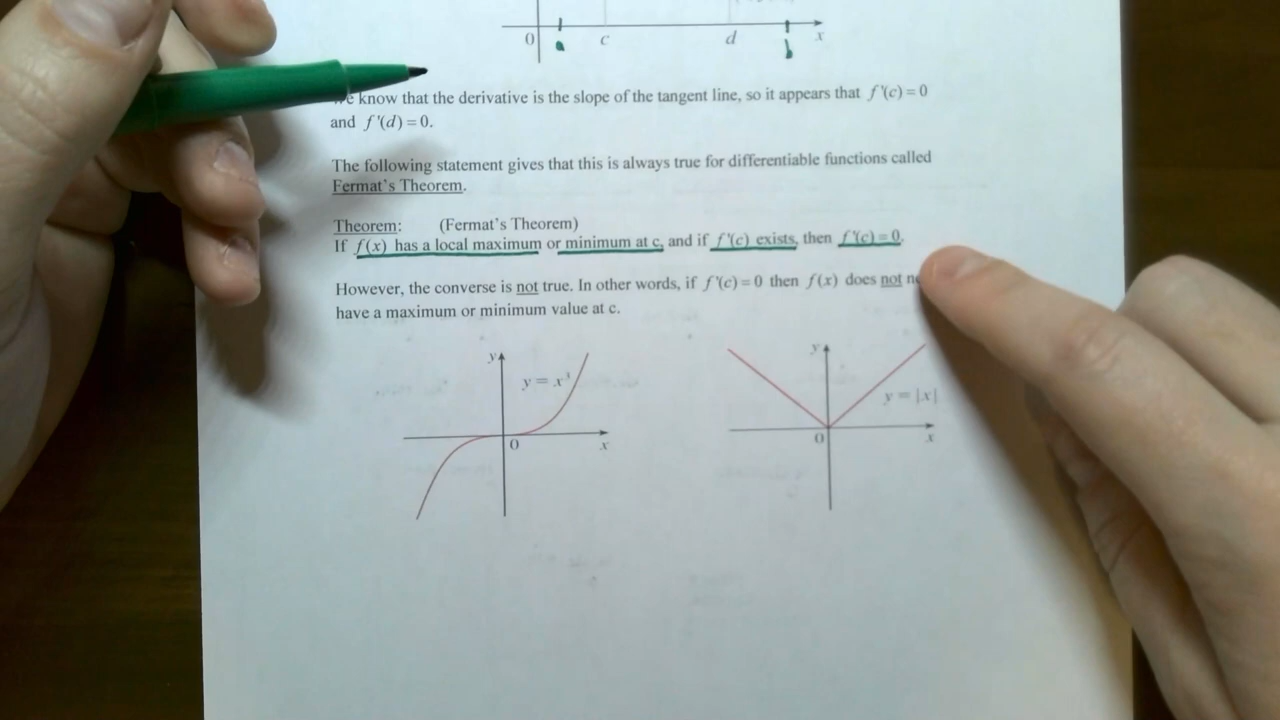 0 c d x
a b
We know that the derivative is the slope of the tangent line, so it appears that f'(c) = 0
and f'(d) = 0.
The following statement gives that this is always true for differentiable functions called
Fermat's Theorem.
Theorem: (Fermat's Theorem)
If f(x) has a local maximum or minimum at c, and if f'(c) exists, then f'(c) = 0.
However, the converse is not true. In other words, if f'(c) = 0 then f(x) does not
have a maximum or minimum value at c.
y
y = x³
0 x
y
y = |x|
0 x